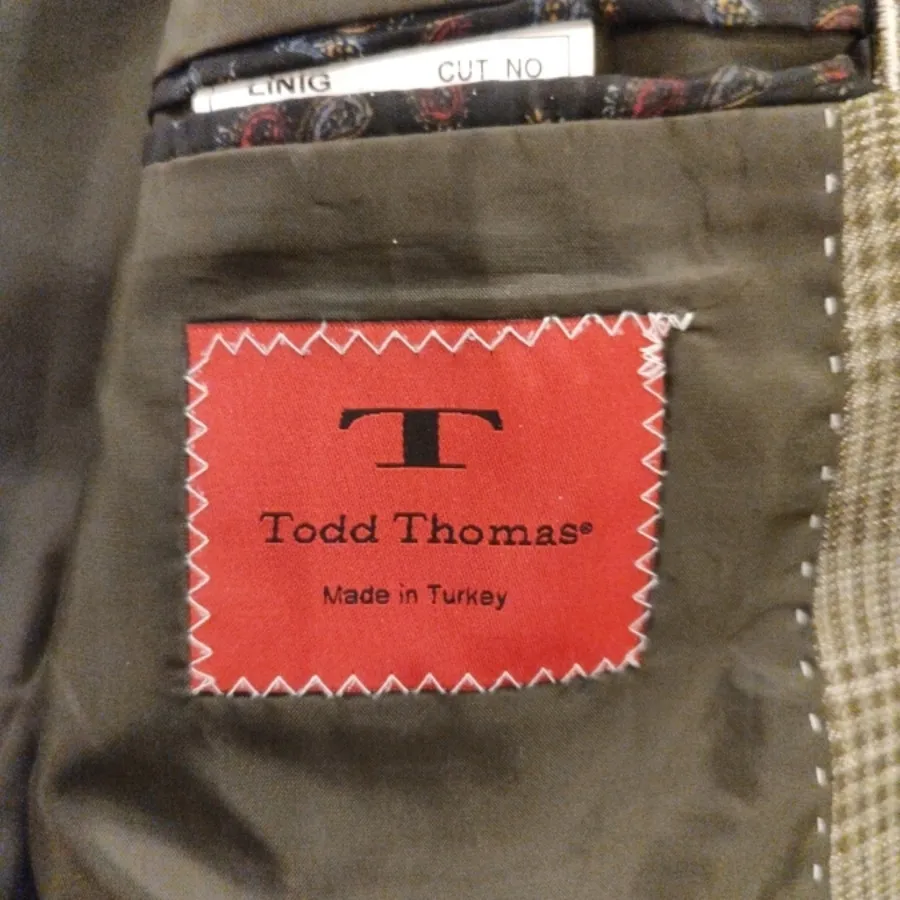 LINIG CUT NO
T
Todd Thomas®
Made in Turkey